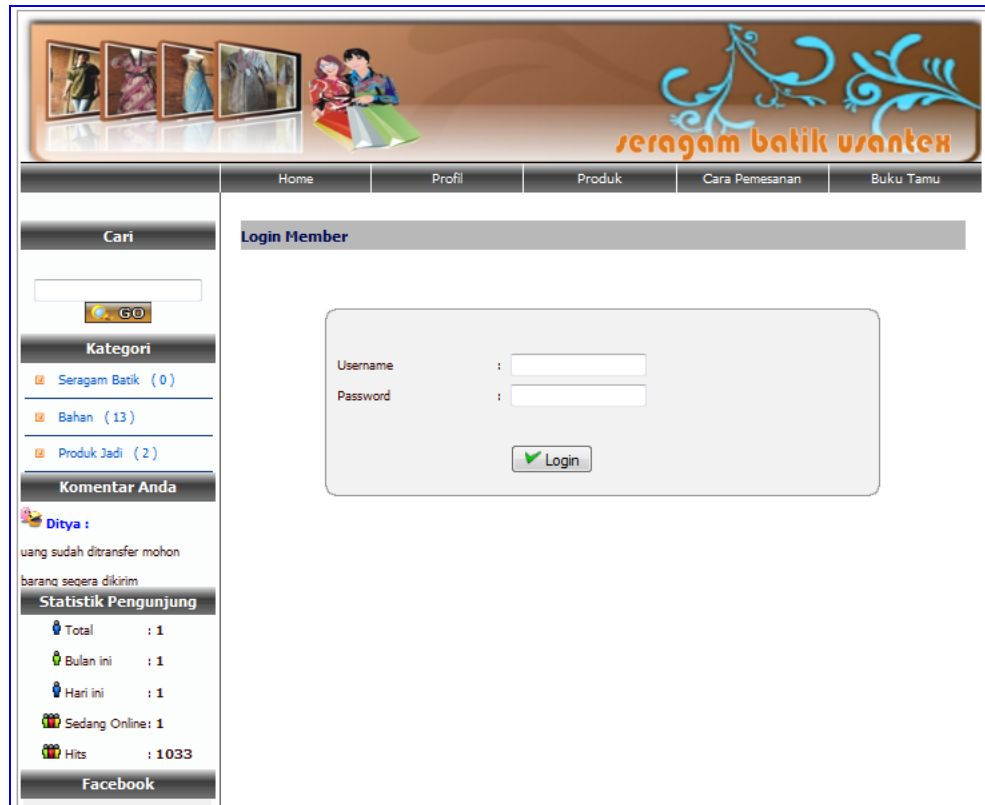 seragam batik usantex
Home Profil Produk Cara Pemesanan Buku Tamu
Cari
GO
Kategori
Seragam Batik ( 0 )
Bahan ( 13 )
Produk Jadi ( 2 )
Komentar Anda
Ditya :
uang sudah ditransfer mohon
barang segera dikirim
Statistik Pengunjung
Total : 1
Bulan ini : 1
Hari ini : 1
Sedang Online: 1
Hits : 1033
Facebook
Login Member
Username :
Password :
Login